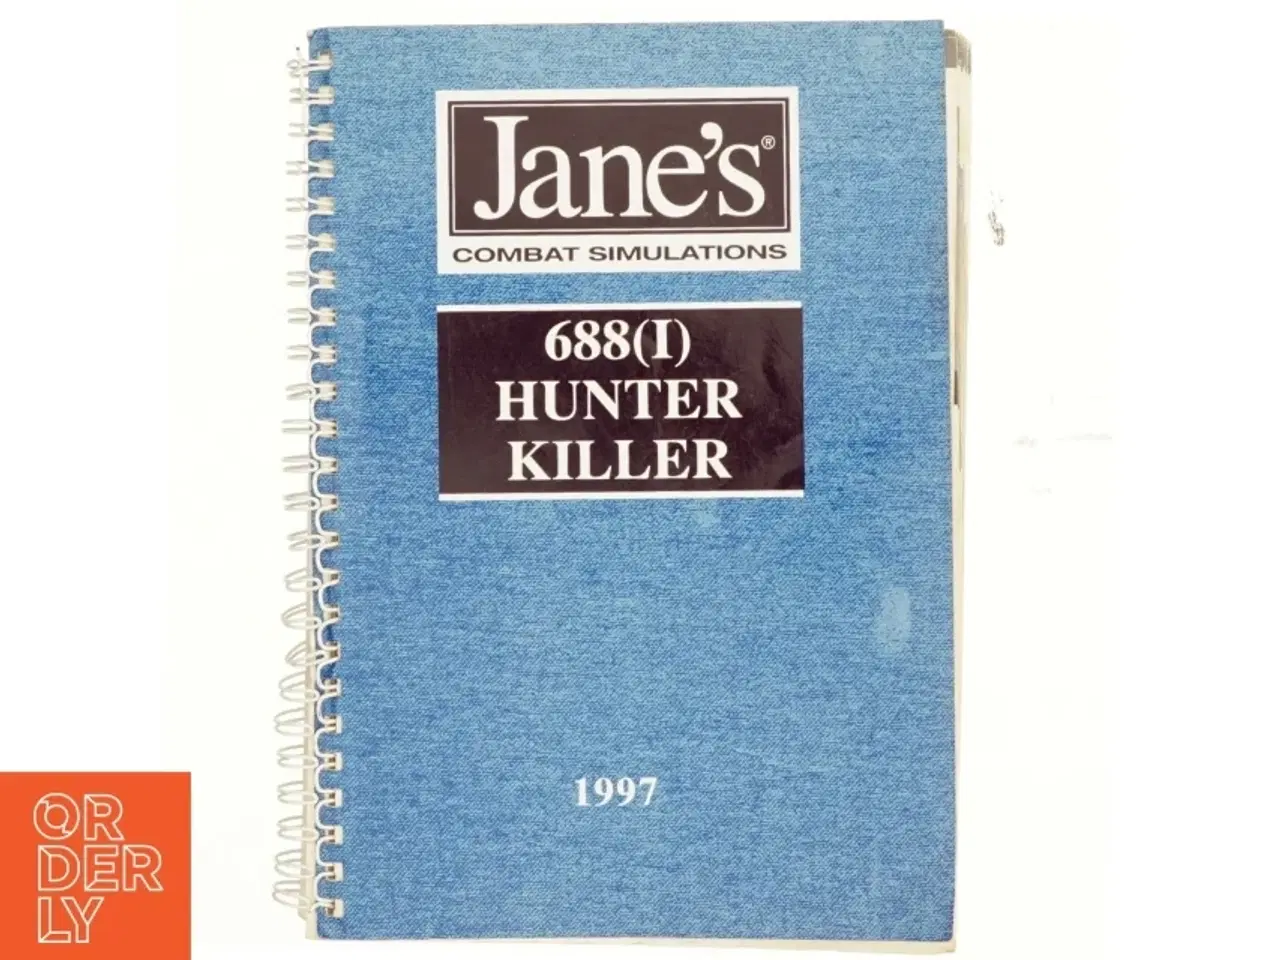 Jane's®
COMBAT SIMULATIONS
688(I)
HUNTER
KILLER
1997
OR
DER
LY